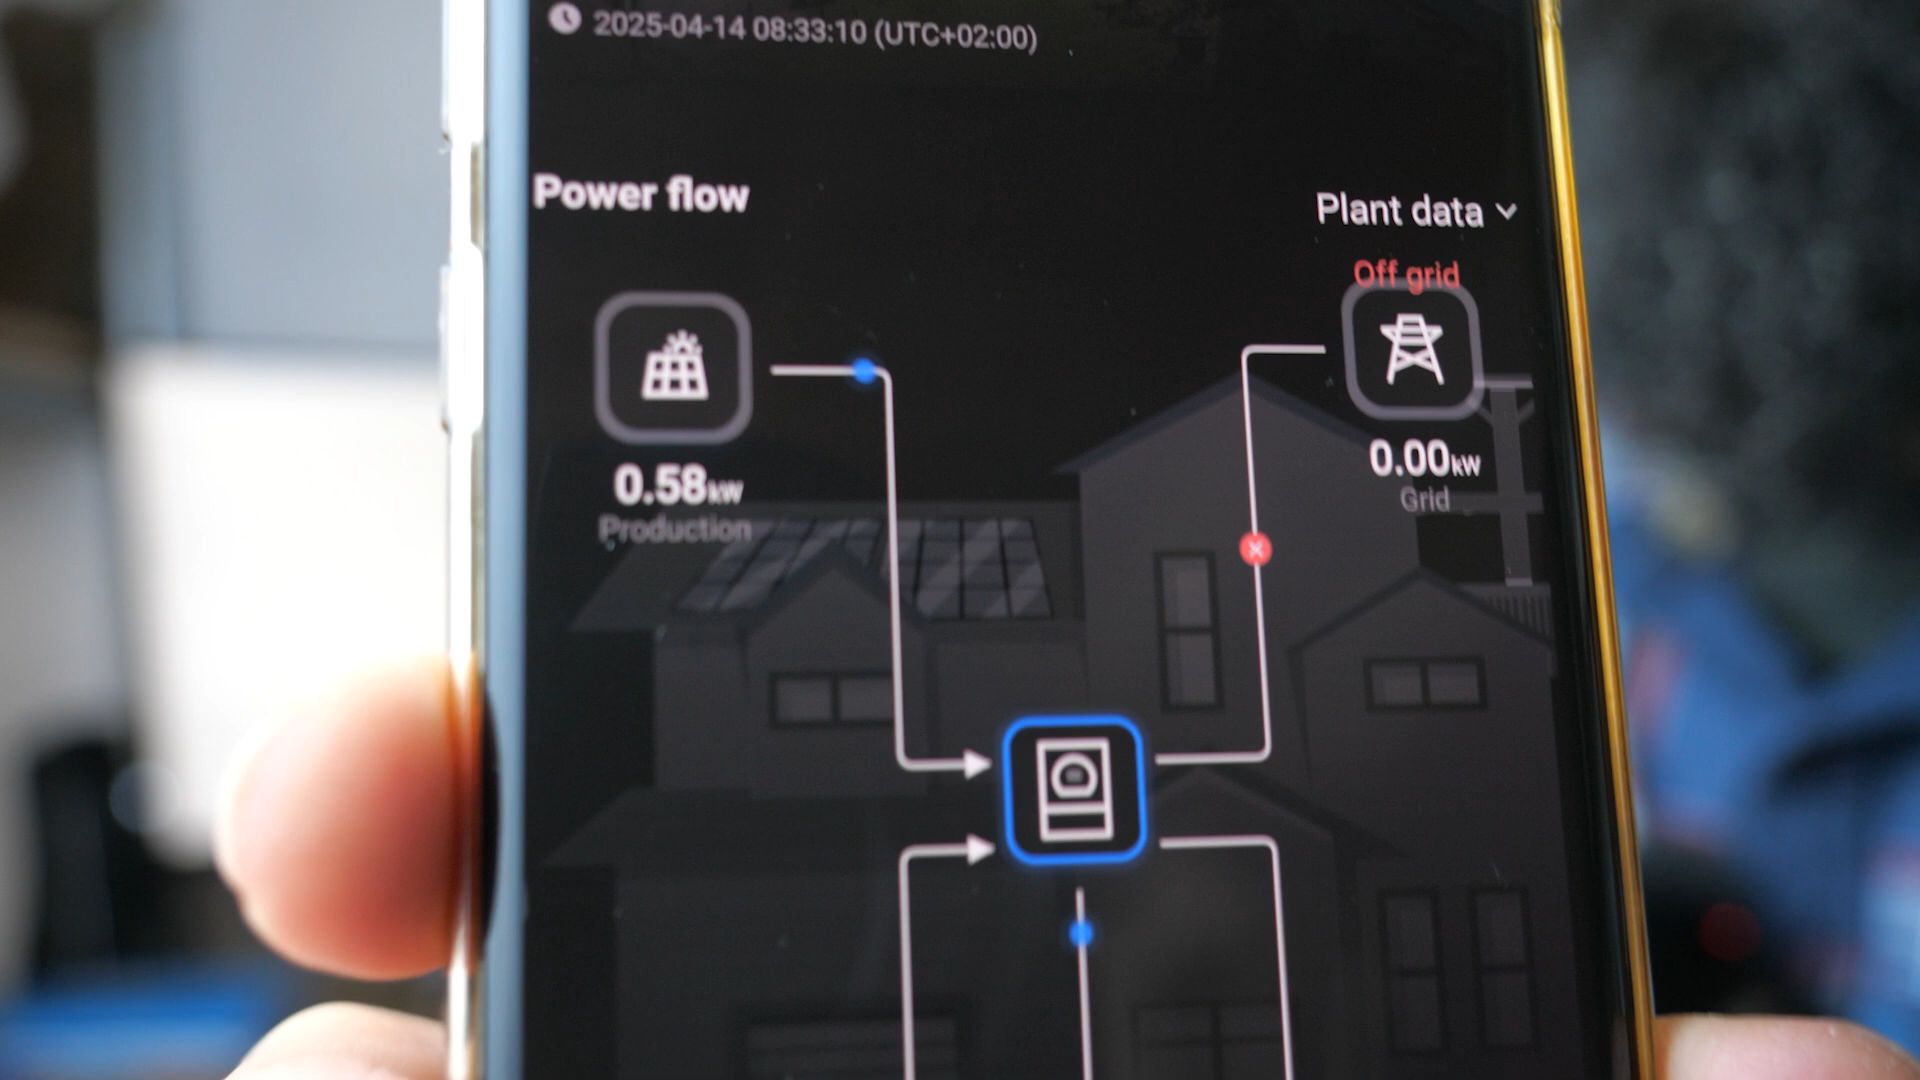 2025-04-14 08:33:10 (UTC+02:00)
Power flow
Plant data
Off grid
0.58kW
Production
0.00kW
Grid